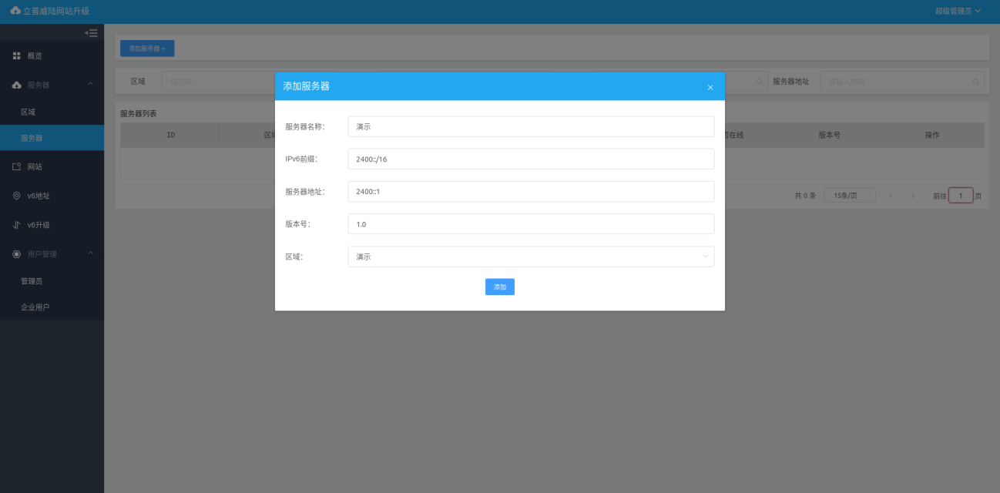 立普威陆网站升级
超级管理员
概览
服务器
区域
服务器
网站
v6地址
v6升级
用户管理
管理员
企业用户
添加服务器+
区域 请选择
服务器地址 请输入内容
服务器列表
ID
否在线 版本号 操作
共 0 条 15条/页 前往 1 页
添加服务器
服务器名称: 演示
IPv6前缀: 2400::/16
服务器地址: 2400::1
版本号: 1.0
区域: 演示
添加